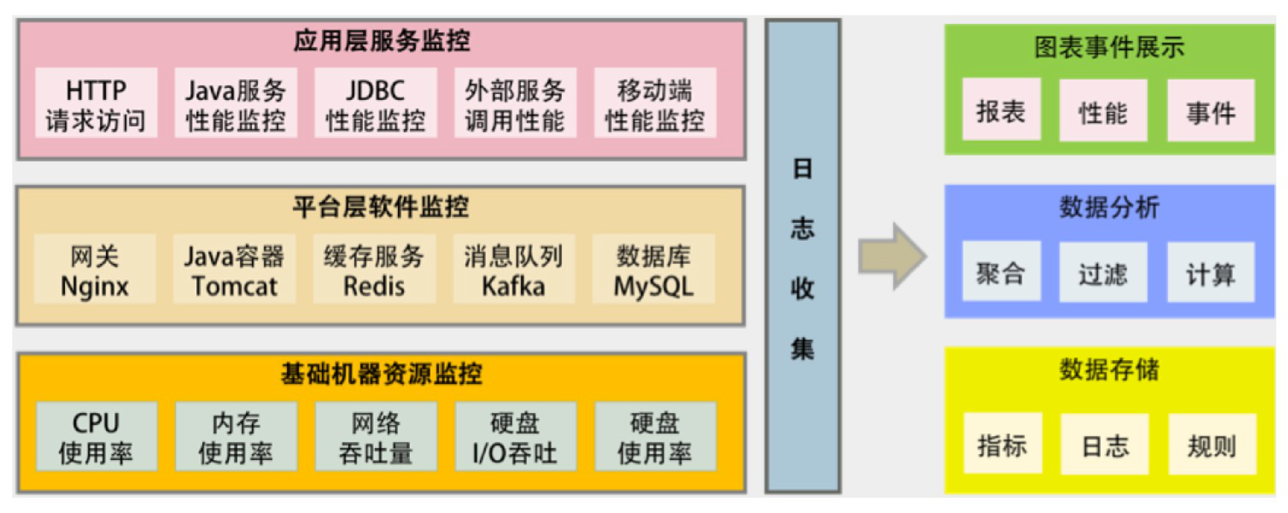 应用层服务监控
HTTP
请求访问
Java服务
性能监控
JDBC
性能监控
外部服务
调用性能
移动端
性能监控
平台层软件监控
网关
Nginx
Java容器
Tomcat
缓存服务
Redis
消息队列
Kafka
数据库
MySQL
基础机器资源监控
CPU
使用率
内存
使用率
网络
吞吐量
硬盘
I/O吞吐
硬盘
使用率
日
志
收
集
图表事件展示
报表
性能
事件
数据分析
聚合
过滤
计算
数据存储
指标
日志
规则